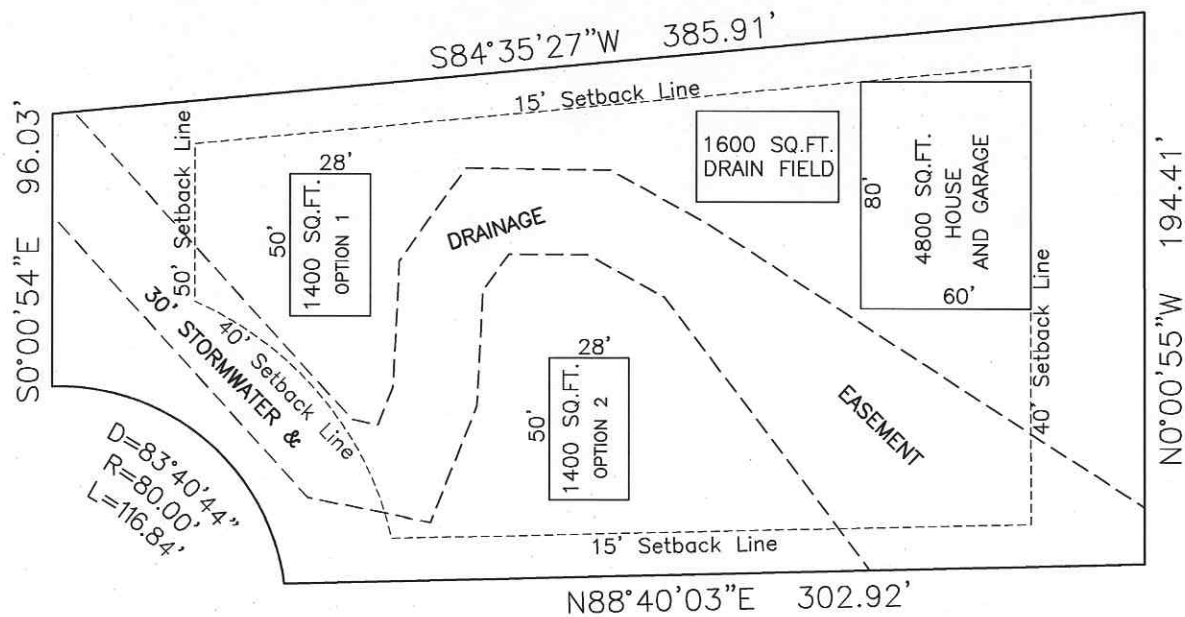 S84°35'27"W 385.91'
15' Setback Line
S0°00'54"E 96.03'
50' Setback Line
28'
50'
1400 SQ.FT.
OPTION 1
DRAINAGE
1600 SQ.FT.
DRAIN FIELD
80'
4800 SQ.FT.
HOUSE
AND GARAGE
60'
N0°00'55"W 194.41'
40' Setback Line
30' STORMWATER &
40' Setback Line
28'
50'
1400 SQ.FT.
OPTION 2
EASEMENT
D=83°40'44"
R=80.00'
L=116.84'
15' Setback Line
N88°40'03"E 302.92'